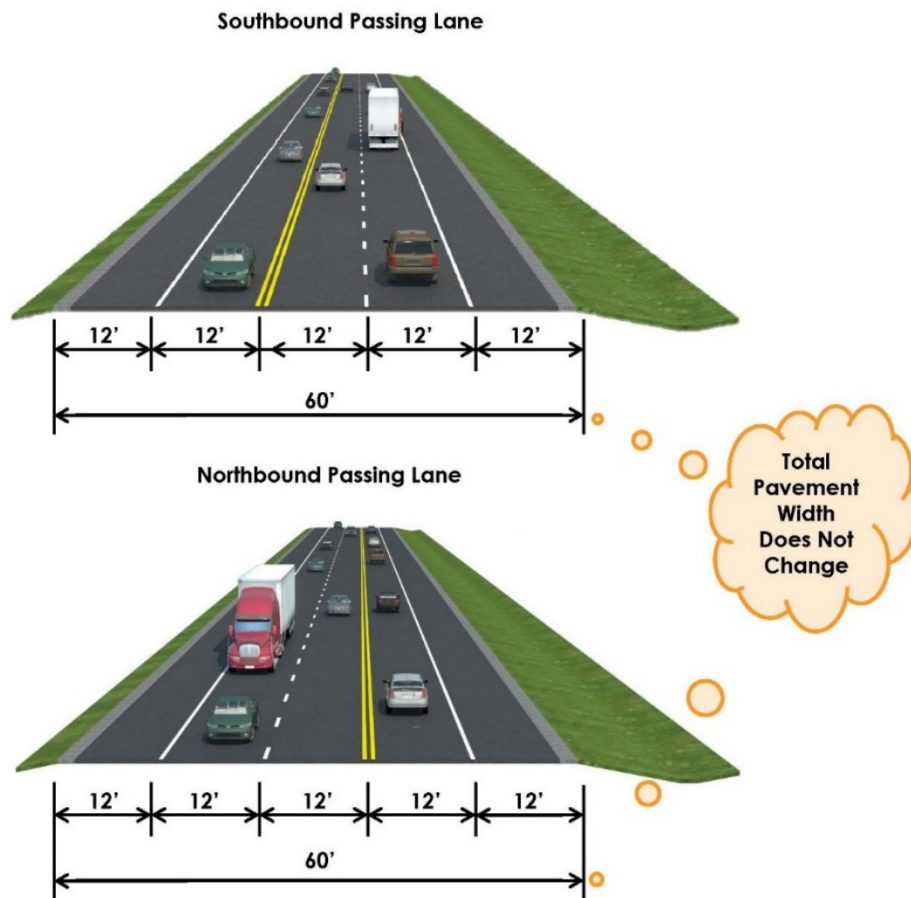 Southbound Passing Lane
12' 12' 12' 12' 12'
60'
Total
Pavement
Width
Does Not
Change
Northbound Passing Lane
12' 12' 12' 12' 12'
60'